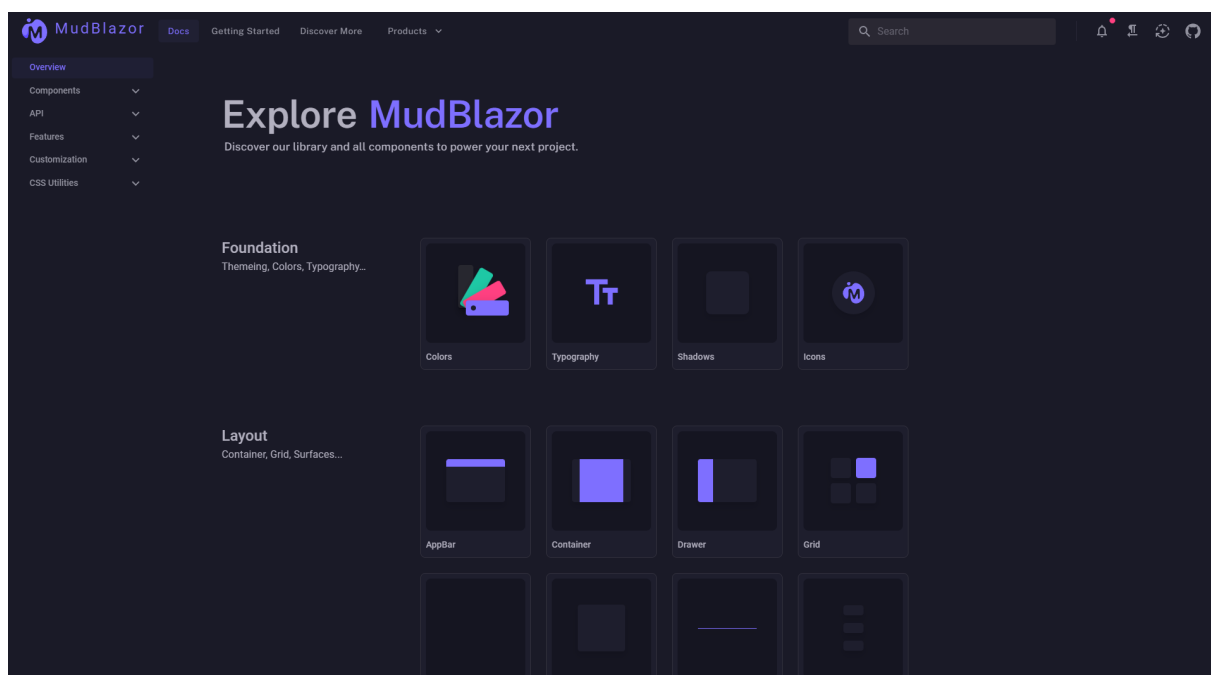 MudBlazor Docs Getting Started Discover More Products Search
Overview
Components
API
Features
Customization
CSS Utilities
Explore MudBlazor
Discover our library and all components to power your next project.
Foundation
Themeing, Colors, Typography...
Colors Typography Shadows Icons
Layout
Container, Grid, Surfaces...
AppBar Container Drawer Grid